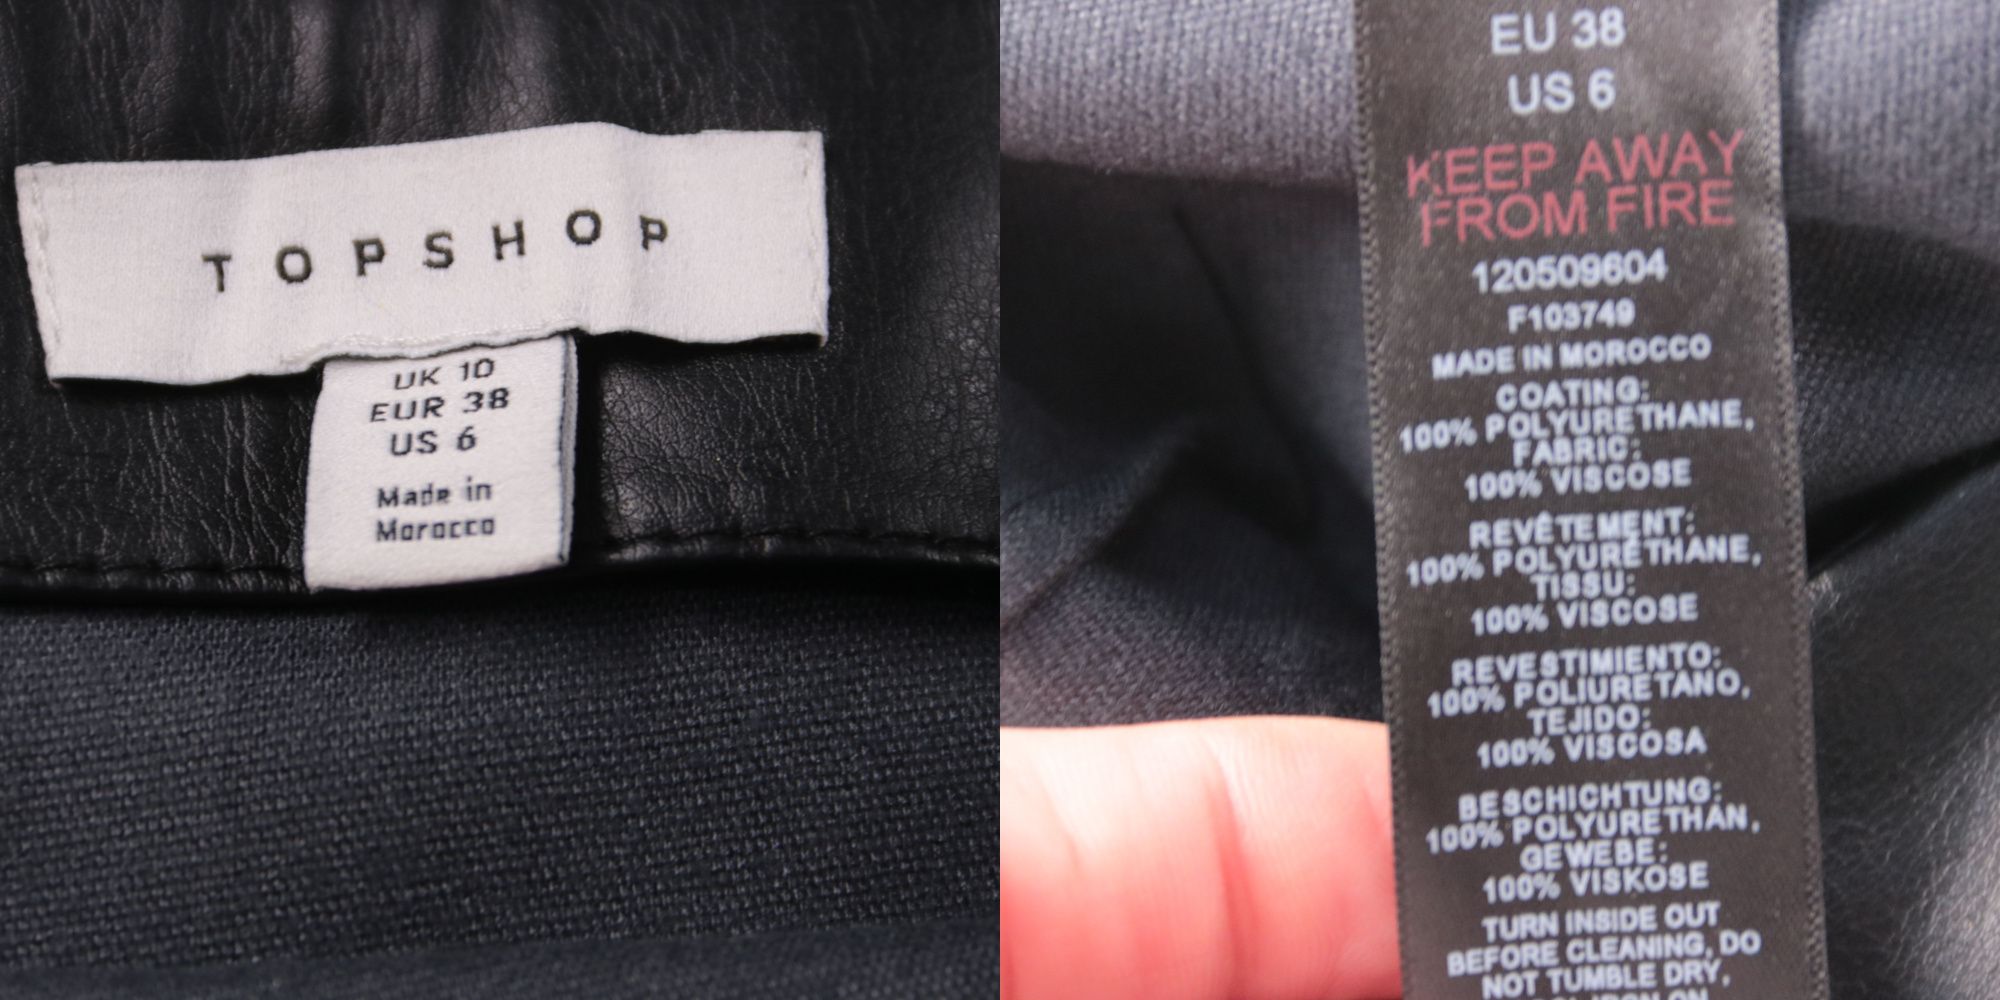 TOPSHOP
UK 10
EUR 38
US 6
Made in
Morocco
EU 38
US 6
KEEP AWAY
FROM FIRE
120509604
F103749
MADE IN MOROCCO
COATING:
100% POLYURETHANE,
FABRIC:
100% VISCOSE
REVÊTEMENT:
100% POLYURÉTHANE,
TISSU:
100% VISCOSE
REVESTIMIENTO:
100% POLIURETANO,
TEJIDO:
100% VISCOSA
BESCHICHTUNG:
100% POLYURETHAN,
GEWEBE:
100% VISKOSE
TURN INSIDE OUT
BEFORE CLEANING, DO
NOT TUMBLE DRY,